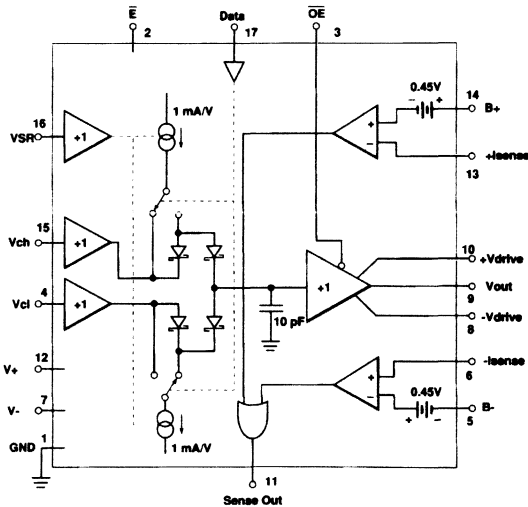 E
Data
OE
2
17
3
1 mA/V
0.45V
14
- +
B+
16
VSR
+1
+
-
+Isense
13
15
Vch
+1
10
+Vdrive
4
Vcl
+1
+1
Vout
9
10 pF
-Vdrive
8
12
V+
-Isense
6
+
-
7
V-
0.45V
+ -
B-
5
1
GND
1 mA/V
11
Sense Out